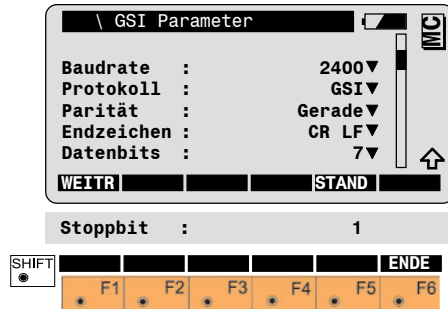 \ GSI Parameter
MC
Baudrate : 2400▼
Protokoll : GSI▼
Parität : Gerade▼
Endzeichen : CR LF▼
Datenbits : 7▼
WEITR STAND
Stoppbit : 1
SHIFT ENDE
F1 F2 F3 F4 F5 F6